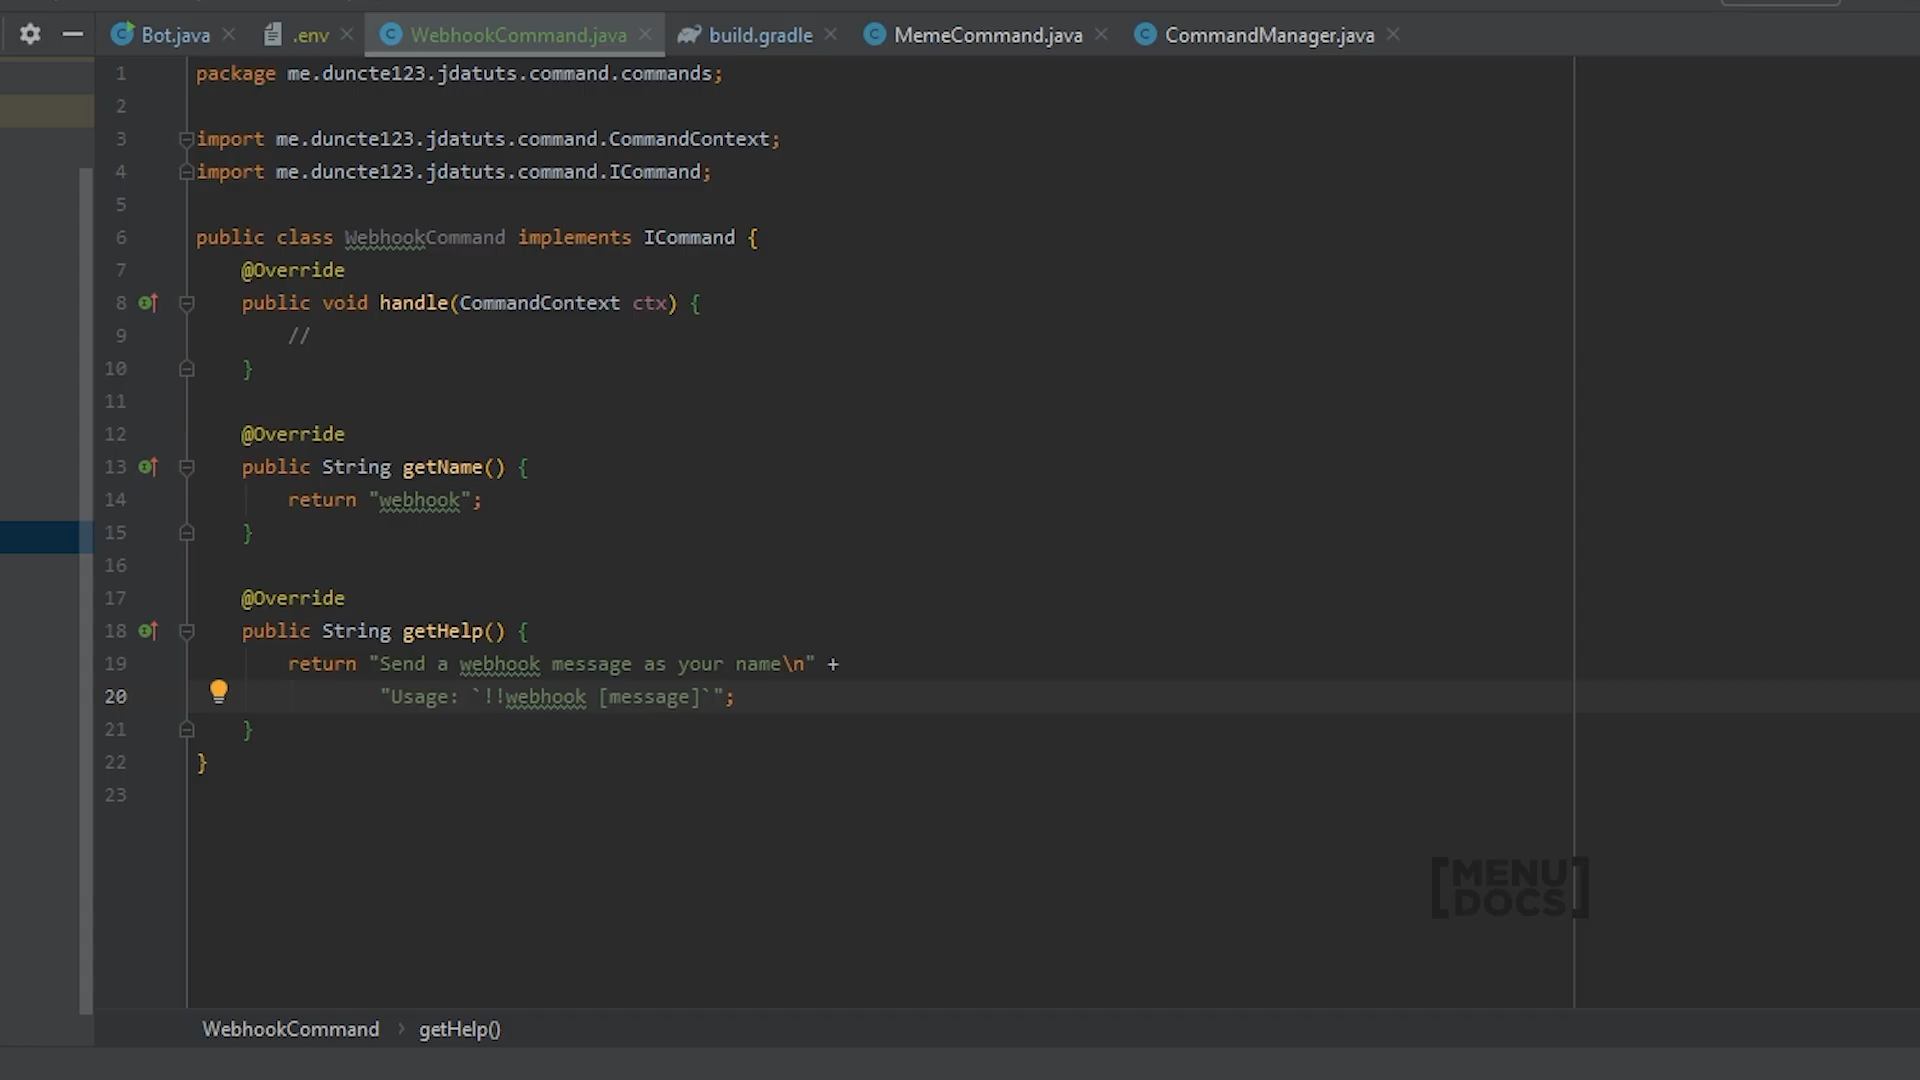 Bot.java .env WebhookCommand.java build.gradle MemeCommand.java CommandManager.java
1 package me.duncte123.jdatuts.command.commands;
2
3 import me.duncte123.jdatuts.command.CommandContext;
4 import me.duncte123.jdatuts.command.ICommand;
5
6 public class WebhookCommand implements ICommand {
7 @Override
8 public void handle(CommandContext ctx) {
9 //
10 }
11
12 @Override
13 public String getName() {
14 return "webhook";
15 }
16
17 @Override
18 public String getHelp() {
19 return "Send a webhook message as your name\n" +
20 "Usage: `!!webhook [message]`";
21 }
22 }
23
[MENU
DOCS]
WebhookCommand > getHelp()